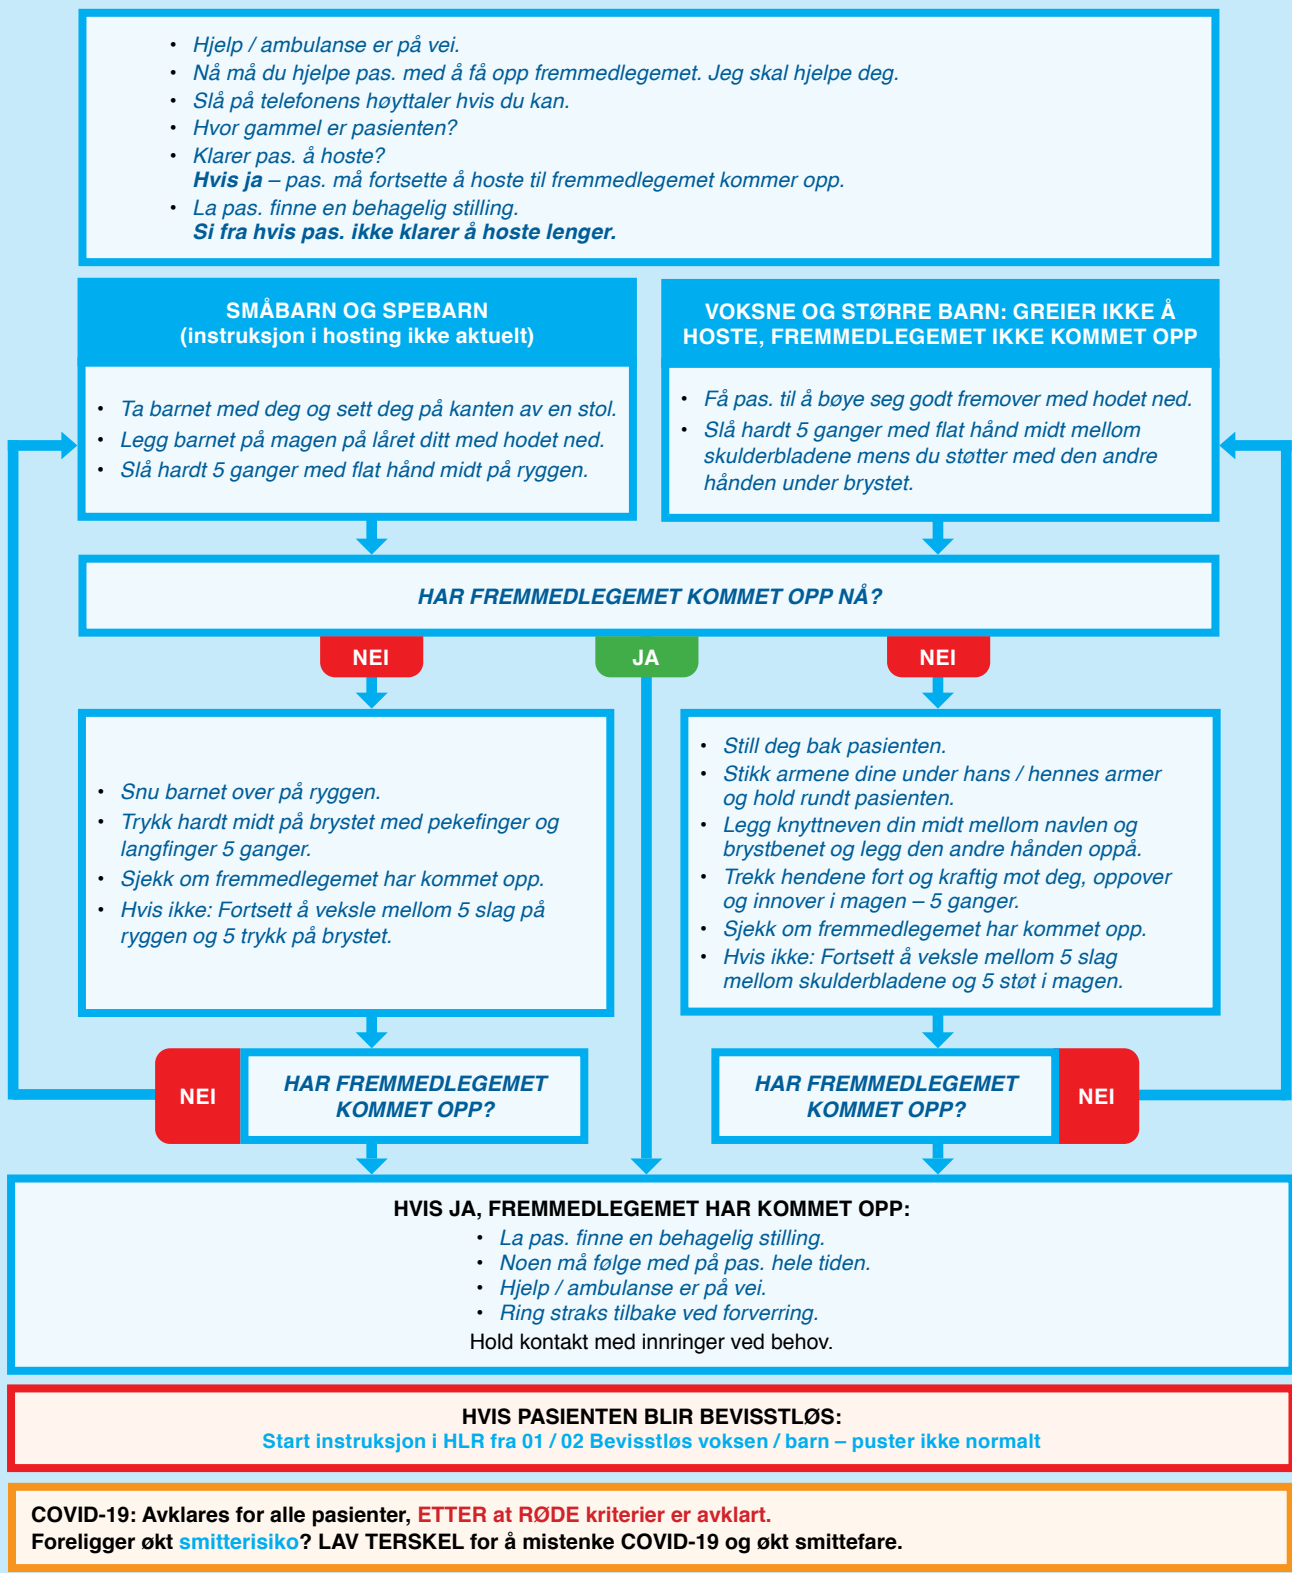 • Hjelp / ambulanse er på vei.
• Nå må du hjelpe pas. med å få opp fremmedlegemet. Jeg skal hjelpe deg.
• Slå på telefonens høyttaler hvis du kan.
• Hvor gammel er pasienten?
• Klarer pas. å hoste?
Hvis ja – pas. må fortsette å hoste til fremmedlegemet kommer opp.
• La pas. finne en behagelig stilling.
Si fra hvis pas. ikke klarer å hoste lenger.
SMÅBARN OG SPEBARN
(instruksjon i hosting ikke aktuelt)
• Ta barnet med deg og sett deg på kanten av en stol.
• Legg barnet på magen på låret ditt med hodet ned.
• Slå hardt 5 ganger med flat hånd midt på ryggen.
VOKSNE OG STØRRE BARN: GREIER IKKE Å
HOSTE, FREMMEDLEGEMET IKKE KOMMET OPP
• Få pas. til å bøye seg godt fremover med hodet ned.
• Slå hardt 5 ganger med flat hånd midt mellom
skulderbladene mens du støtter med den andre
hånden under brystet.
HAR FREMMEDLEGEMET KOMMET OPP NÅ?
NEI
JA
NEI
• Snu barnet over på ryggen.
• Trykk hardt midt på brystet med pekefinger og
langfinger 5 ganger.
• Sjekk om fremmedlegemet har kommet opp.
• Hvis ikke: Fortsett å veksle mellom 5 slag på
ryggen og 5 trykk på brystet.
• Still deg bak pasienten.
• Stikk armene dine under hans / hennes armer
og hold rundt pasienten.
• Legg knyttneven din midt mellom navlen og
brystbenet og legg den andre hånden oppå.
• Trekk hendene fort og kraftig mot deg, oppover
og innover i magen – 5 ganger.
• Sjekk om fremmedlegemet har kommet opp.
• Hvis ikke: Fortsett å veksle mellom 5 slag
mellom skulderbladene og 5 støt i magen.
NEI
HAR FREMMEDLEGEMET
KOMMET OPP?
HAR FREMMEDLEGEMET
KOMMET OPP?
NEI
HVIS JA, FREMMEDLEGEMET HAR KOMMET OPP:
• La pas. finne en behagelig stilling.
• Noen må følge med på pas. hele tiden.
• Hjelp / ambulanse er på vei.
• Ring straks tilbake ved forverring.
Hold kontakt med innringer ved behov.
HVIS PASIENTEN BLIR BEVISSTLØS:
Start instruksjon i HLR fra 01 / 02 Bevisstløs voksen / barn – puster ikke normalt
COVID-19: Avklares for alle pasienter, ETTER at RØDE kriterier er avklart.
Foreligger økt smitterisiko? LAV TERSKEL for å mistenke COVID-19 og økt smittefare.